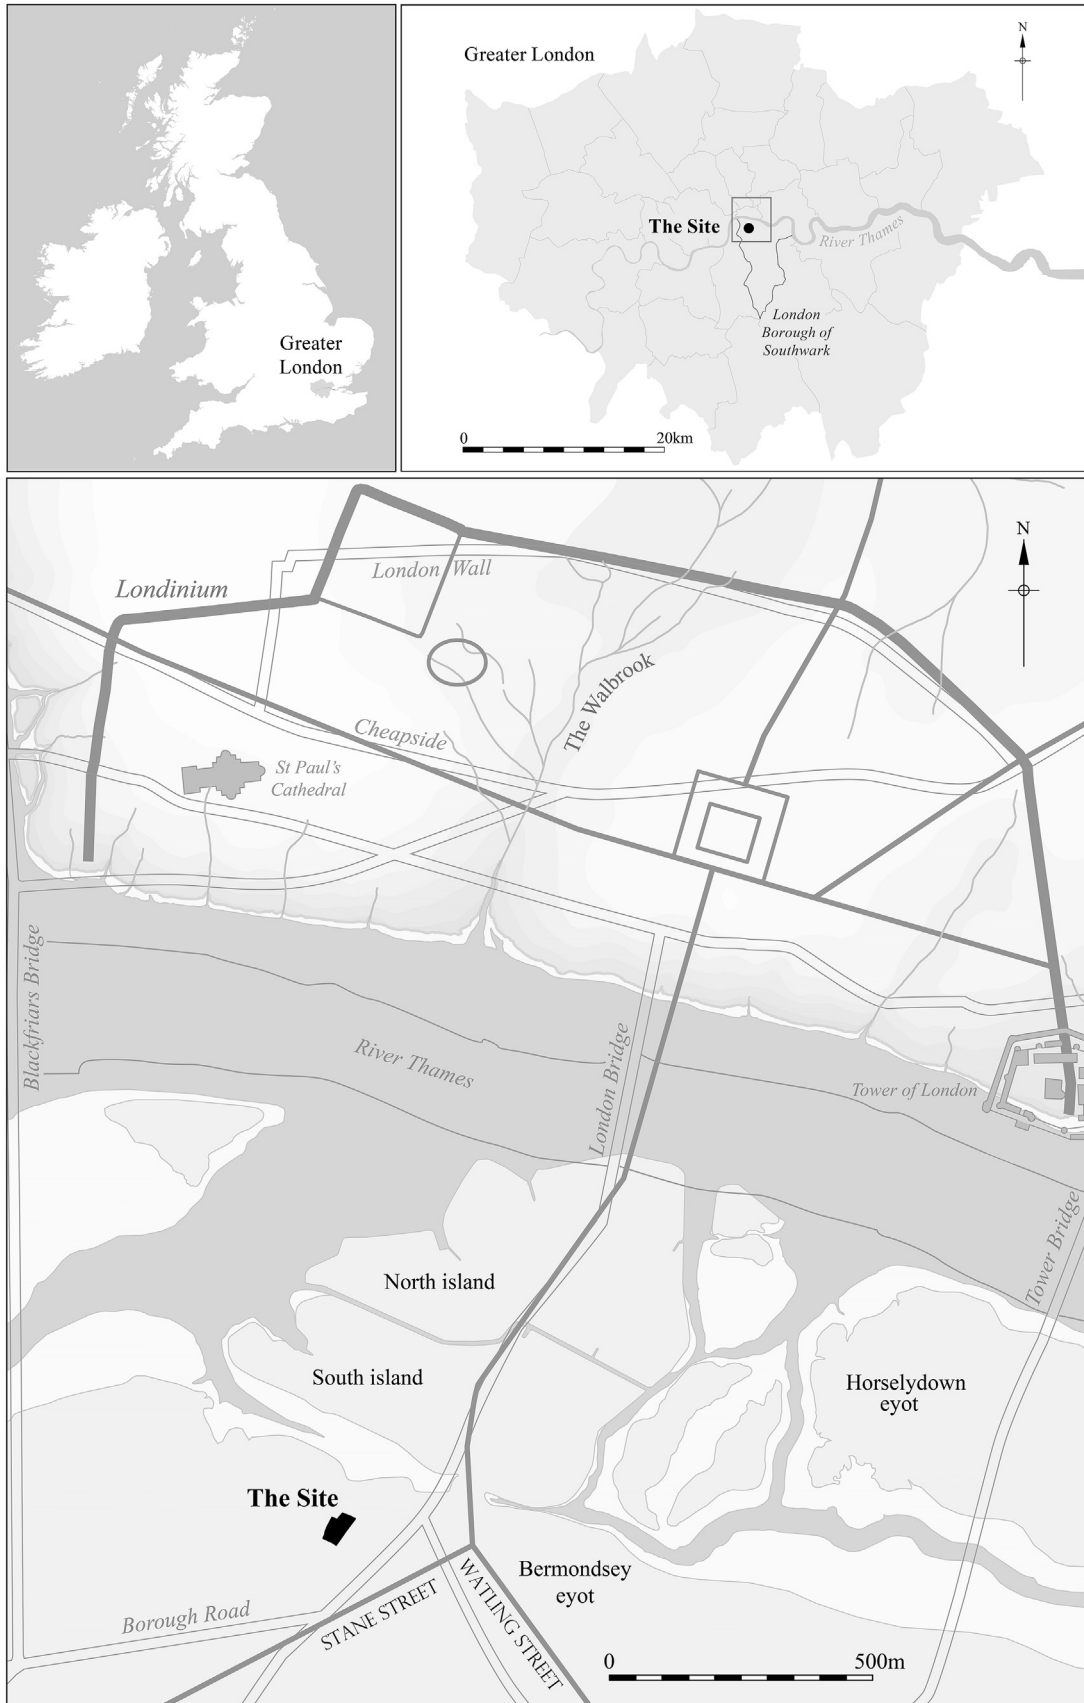 Greater
London
Greater London
N
The Site
River Thames
London
Borough of
Southwark
0 20km
N
Londinium
London Wall
The Walbrook
Cheapside
St Paul's
Cathedral
Blackfriars Bridge
River Thames
London Bridge
Tower of London
Tower Bridge
North island
South island
Horselydown
eyot
The Site
Bermondsey
eyot
Borough Road
STANE STREET
WATLING STREET
0 500m